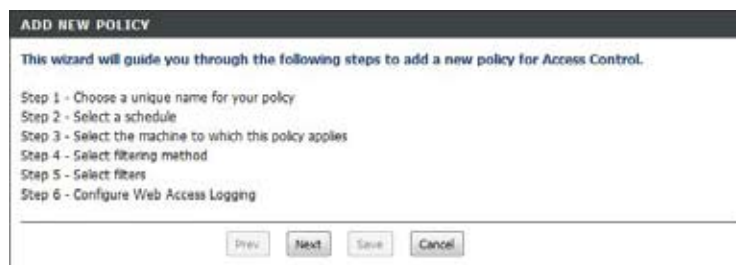 ADD NEW POLICY
This wizard will guide you through the following steps to add a new policy for Access Control.
Step 1 - Choose a unique name for your policy
Step 2 - Select a schedule
Step 3 - Select the machine to which this policy applies
Step 4 - Select filtering method
Step 5 - Select filters
Step 6 - Configure Web Access Logging
Prev Next Save Cancel